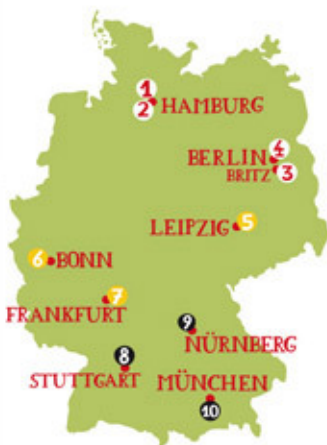 1
2 HAMBURG
4
BERLIN
BRITZ 3
LEIPZIG 5
6 BONN
7
FRANKFURT
9
NÜRNBERG
8
STUTTGART
MÜNCHEN
10